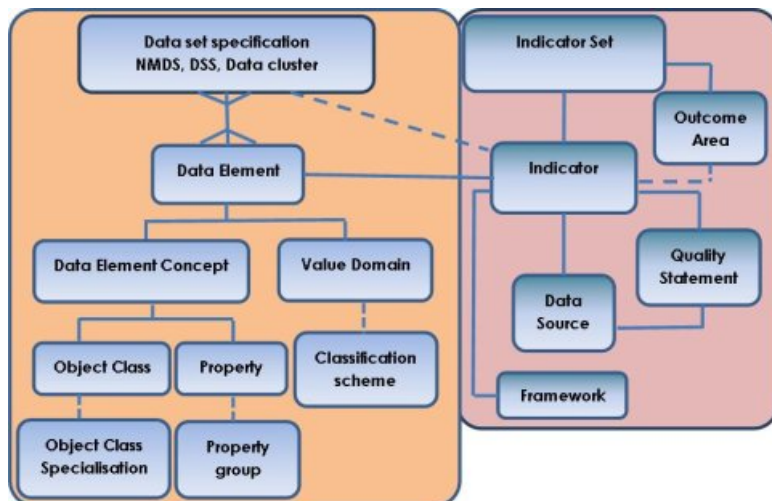 Data set specification
NMDS, DSS, Data cluster
Data Element
Data Element Concept
Value Domain
Object Class
Property
Classification
scheme
Object Class
Specialisation
Property
group
Indicator Set
Outcome
Area
Indicator
Quality
Statement
Data
Source
Framework